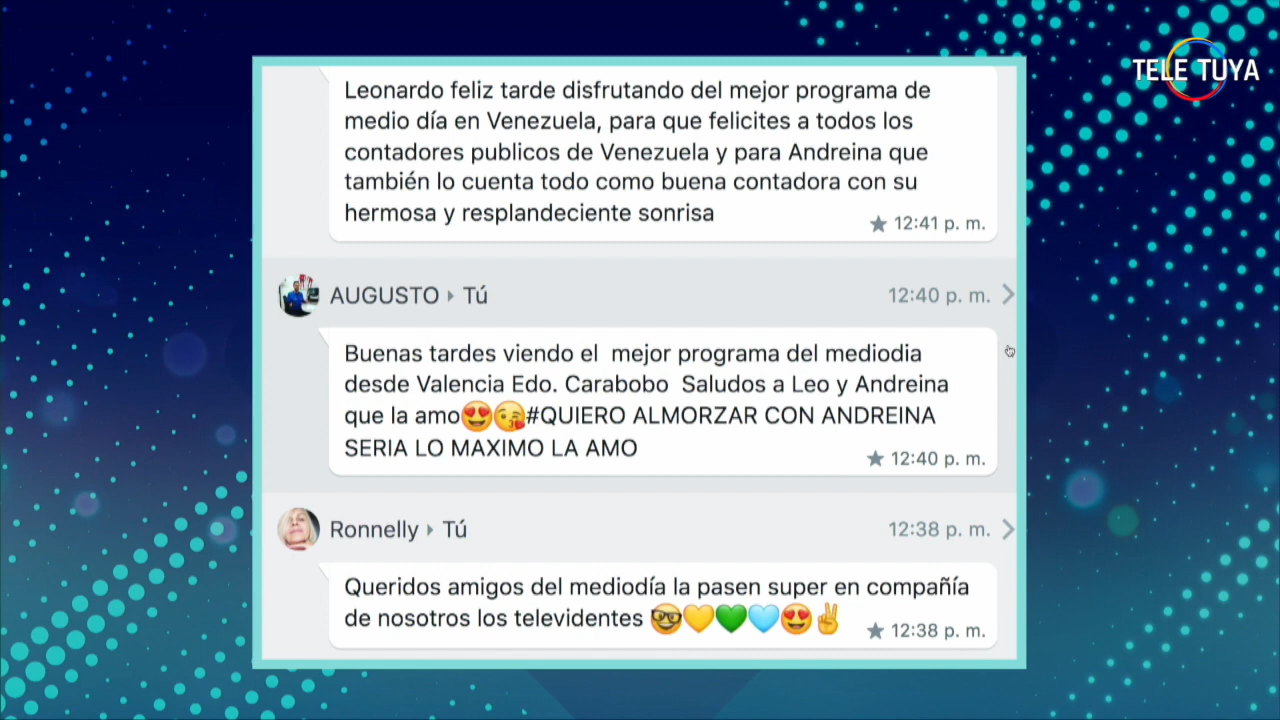 TELE TUYA
Leonardo feliz tarde disfrutando del mejor programa de
medio día en Venezuela, para que felicites a todos los
contadores publicos de Venezuela y para Andreina que
también lo cuenta todo como buena contadora con su
hermosa y resplandeciente sonrisa
★ 12:41 p. m.
AUGUSTO ▸ Tú 12:40 p. m.
Buenas tardes viendo el  mejor programa del mediodia
desde Valencia Edo. Carabobo  Saludos a Leo y Andreina
que la amo😍😘#QUIERO ALMORZAR CON ANDREINA
SERIA LO MAXIMO LA AMO
★ 12:40 p. m.
Ronnelly ▸ Tú 12:38 p. m.
Queridos amigos del mediodía la pasen super en compañía
de nosotros los televidentes 🤓💛💚🩵😍✌
★ 12:38 p. m.